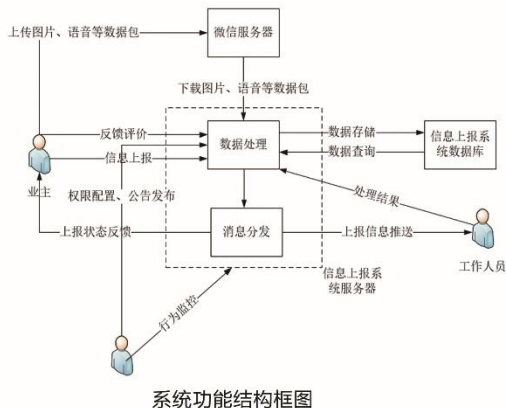 上传图片、语音等数据包
微信服务器
下载图片、语音等数据包
反馈评价
信息上报
业主
数据处理
数据存储
数据查询
信息上报系
统数据库
权限配置、公告发布
处理结果
上报状态反馈
消息分发
上报信息推送
工作人员
信息上报系
统服务器
行为监控
系统功能结构框图